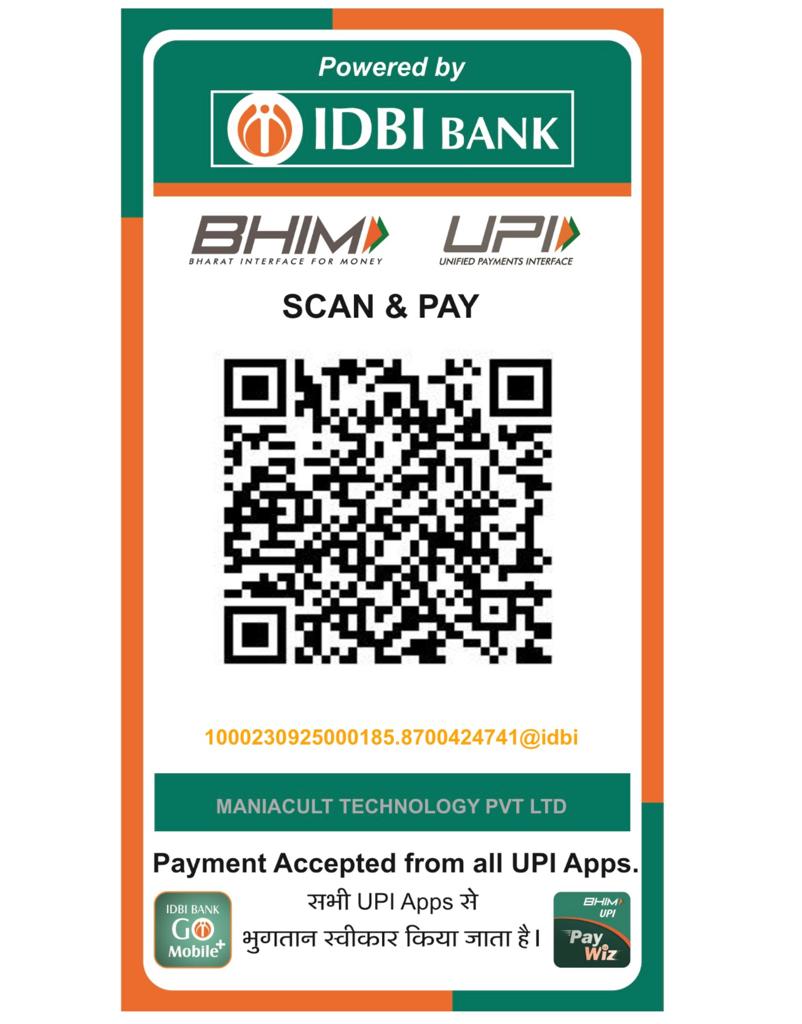 Powered by
IDBI BANK
BHIM UPI
BHARAT INTERFACE FOR MONEY UNIFIED PAYMENTS INTERFACE
SCAN & PAY
1000230925000185.8700424741@idbi
MANIACULT TECHNOLOGY PVT LTD
Payment Accepted from all UPI Apps.
सभी UPI Apps से
भुगतान स्वीकार किया जाता है।
IDBI BANK
GO
Mobile+
BHIM
UPI
Pay
Wiz